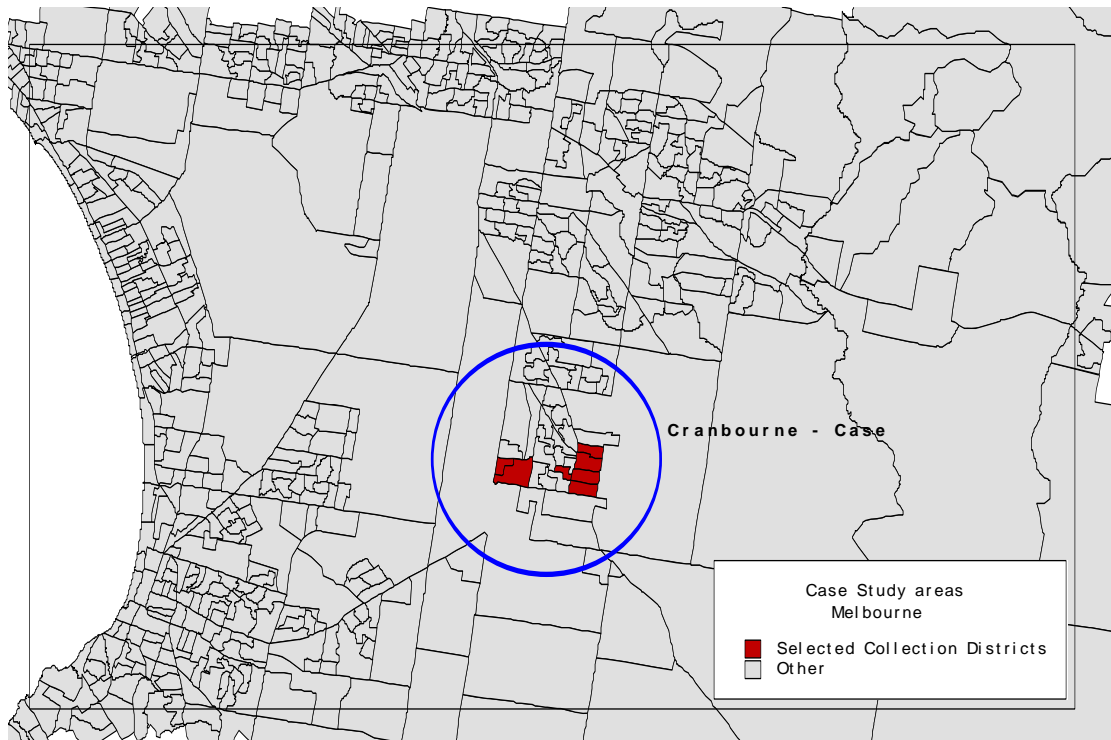 Cranbourne - Case
Case Study areas
Melbourne
Selected Collection Districts
Other